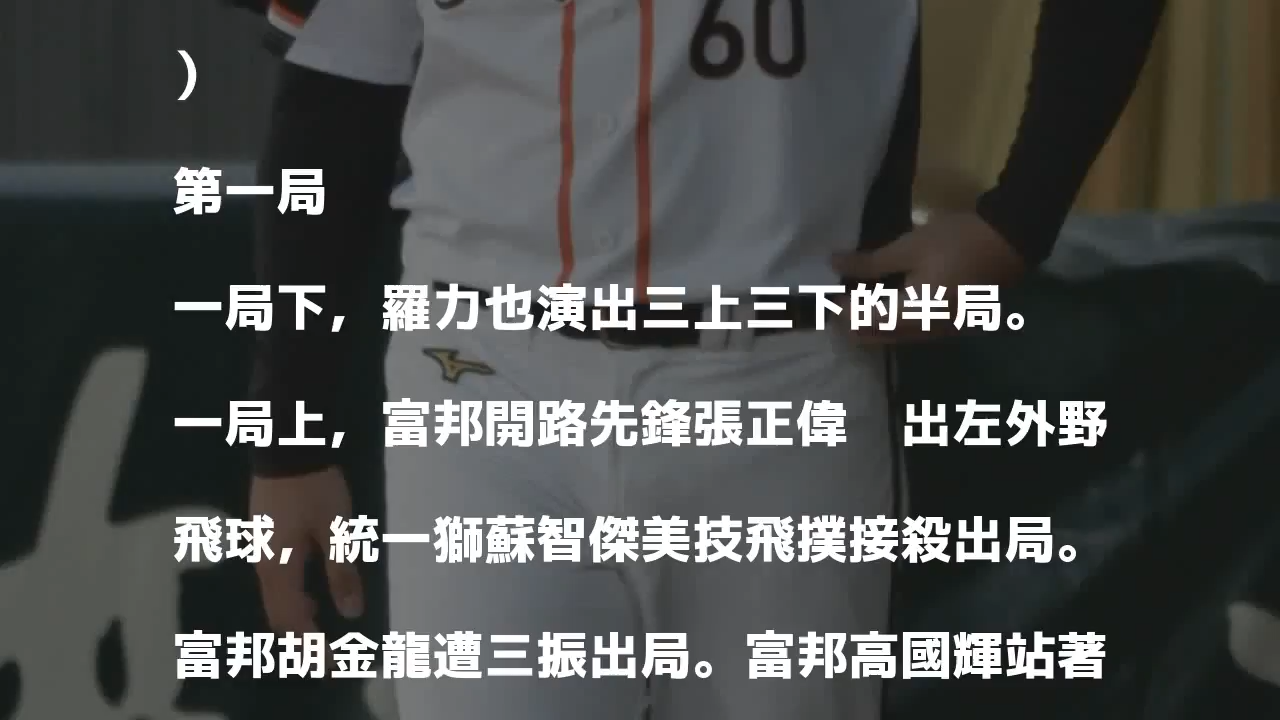 60
）
第一局
一局下，羅力也演出三上三下的半局。
一局上，富邦開路先鋒張正偉　出左外野
飛球，統一獅蘇智傑美技飛撲接殺出局。
富邦胡金龍遭三振出局。富邦高國輝站著